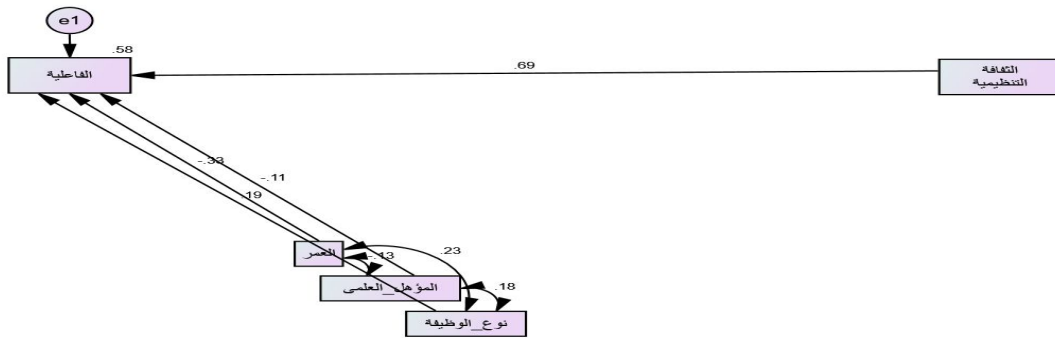 e1
.58
الفاعلية
.69
الثقافة
التنظيمية
-.33
-.11
.19
العمر
.23
-.13
المؤهل_العلمى
.18
نوع_الوظيفة